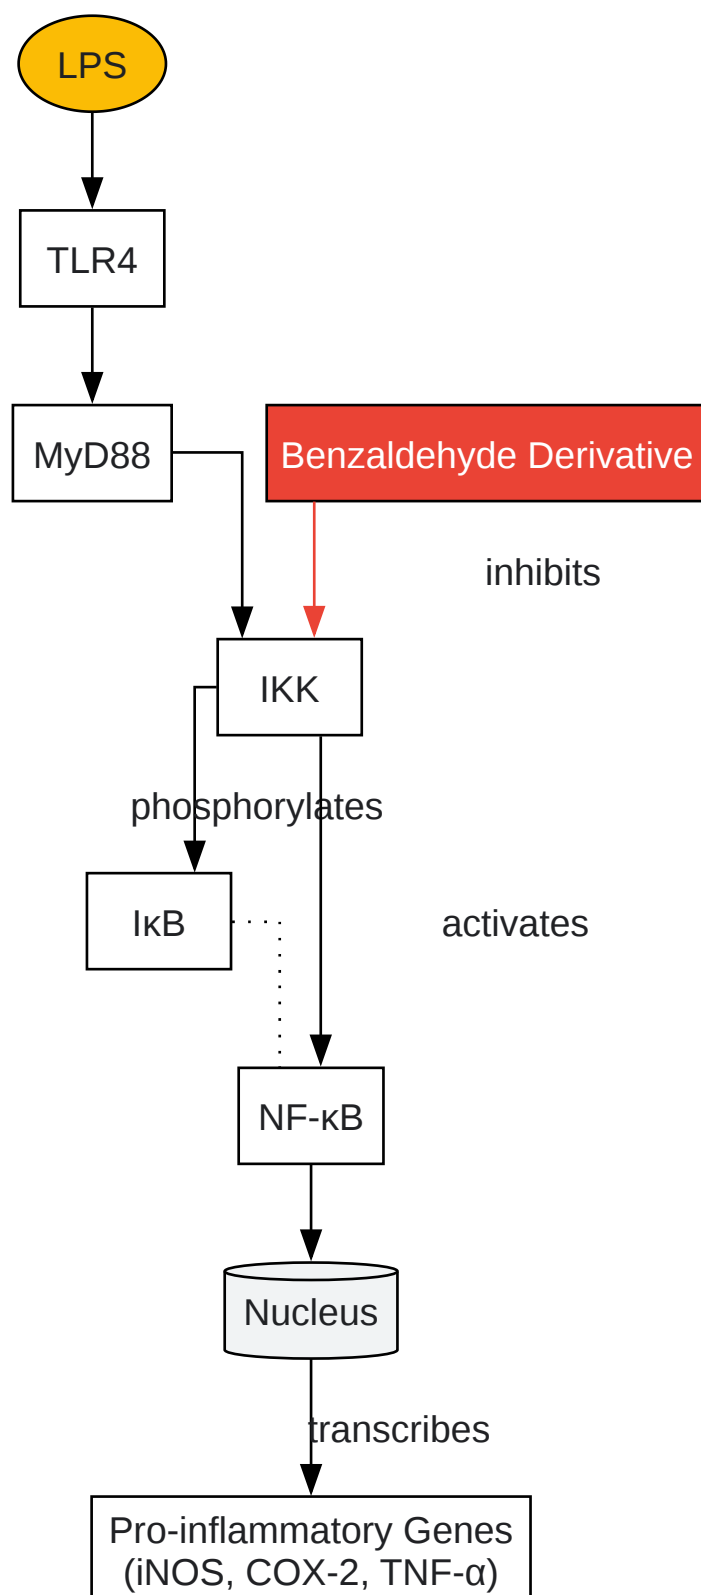 LPS
TLR4
MyD88
Benzaldehyde Derivative
inhibits
IKK
phosphorylates
IκB
activates
NF-κB
Nucleus
transcribes
Pro-inflammatory Genes
(iNOS, COX-2, TNF-α)